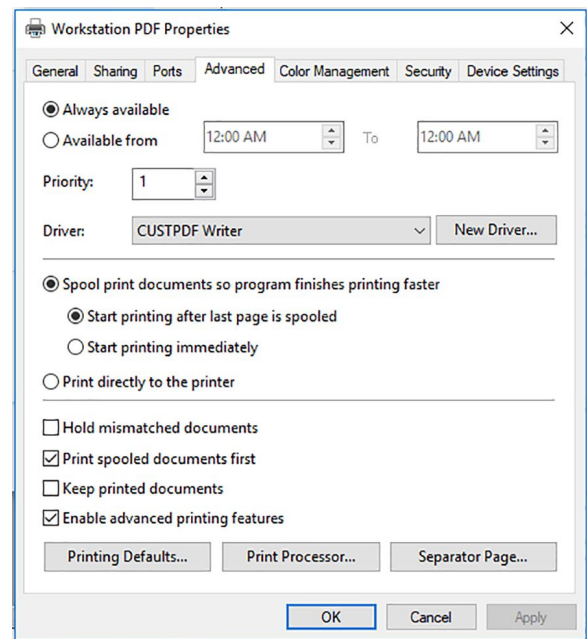 Workstation PDF Properties
General Sharing Ports Advanced Color Management Security Device Settings
Always available
Available from 12:00 AM To 12:00 AM
Priority: 1
Driver: CUSTPDF Writer New Driver...
Spool print documents so program finishes printing faster
Start printing after last page is spooled
Start printing immediately
Print directly to the printer
Hold mismatched documents
Print spooled documents first
Keep printed documents
Enable advanced printing features
Printing Defaults... Print Processor... Separator Page...
OK Cancel Apply